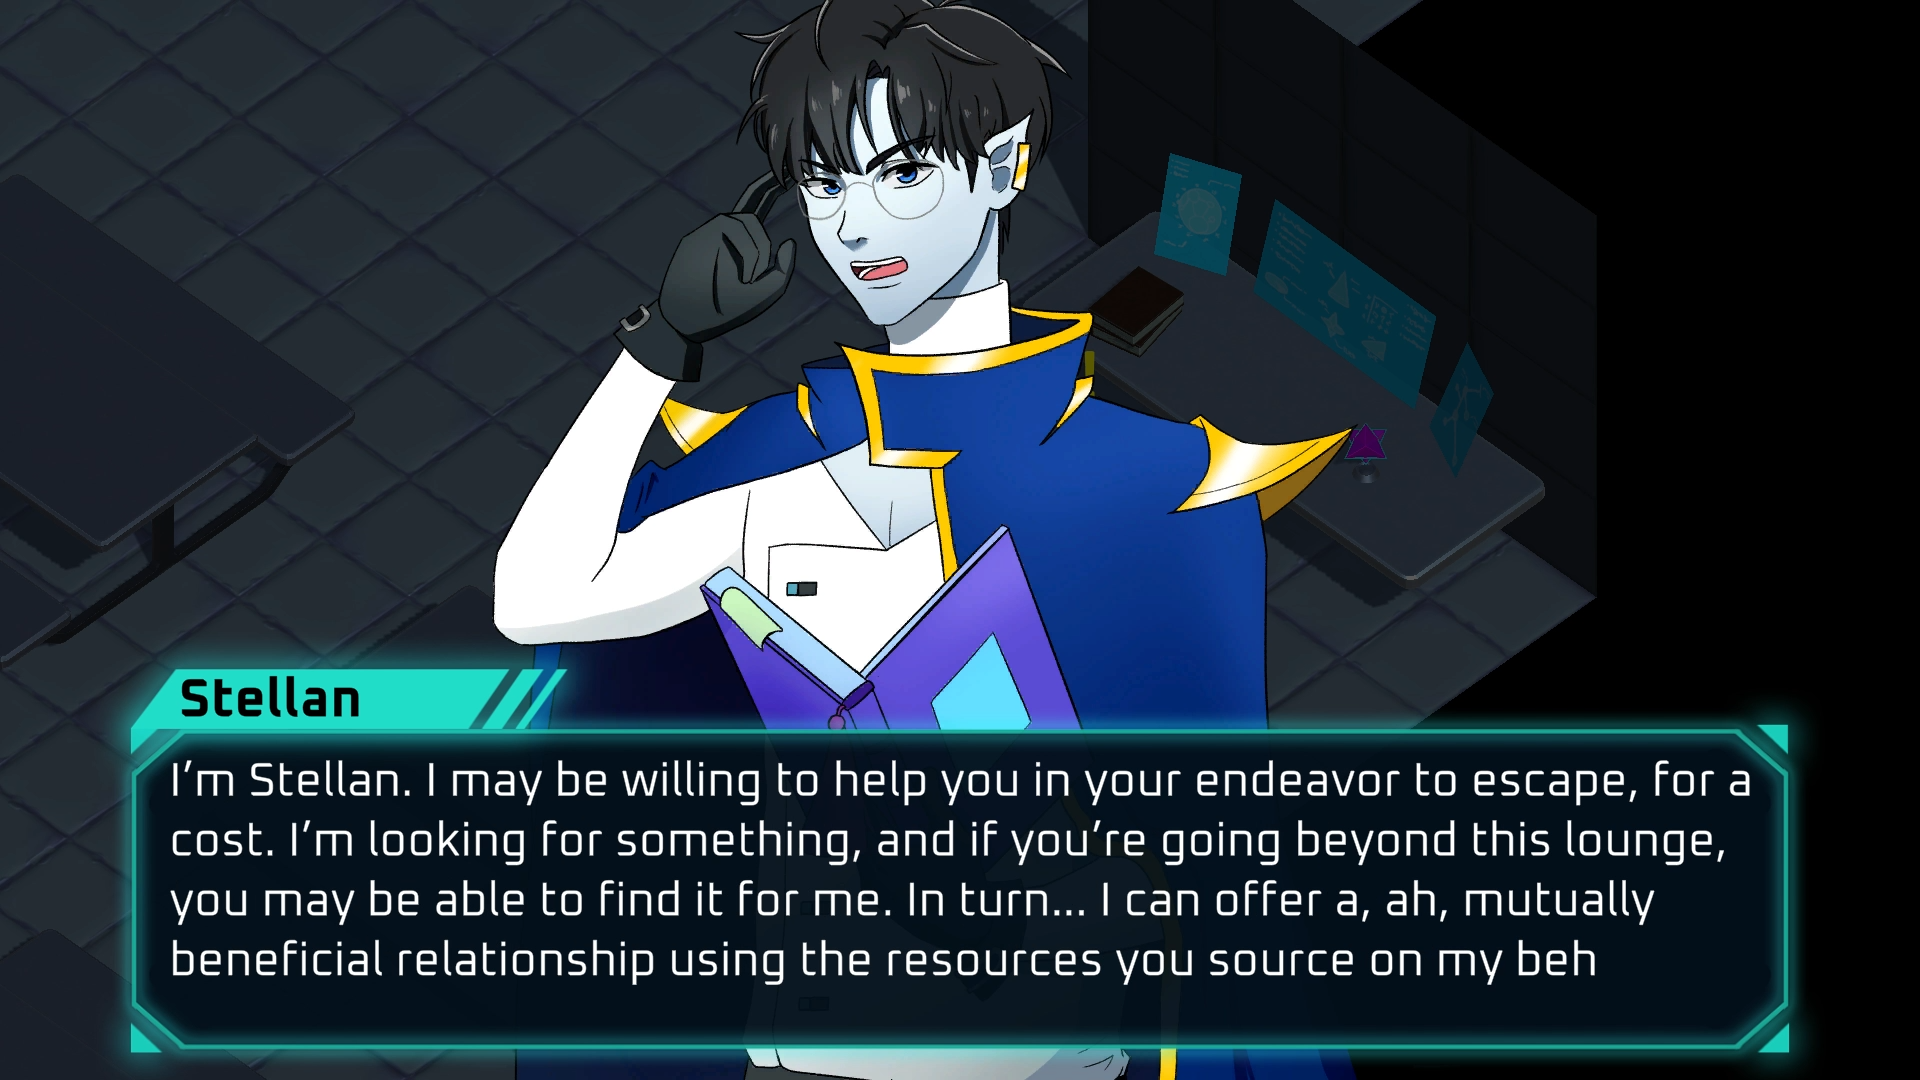 Stellan
I'm Stellan. I may be willing to help you in your endeavor to escape, for a
cost. I'm looking for something, and if you're going beyond this lounge,
you may be able to find it for me. In turn... I can offer a, ah, mutually
beneficial relationship using the resources you source on my beh